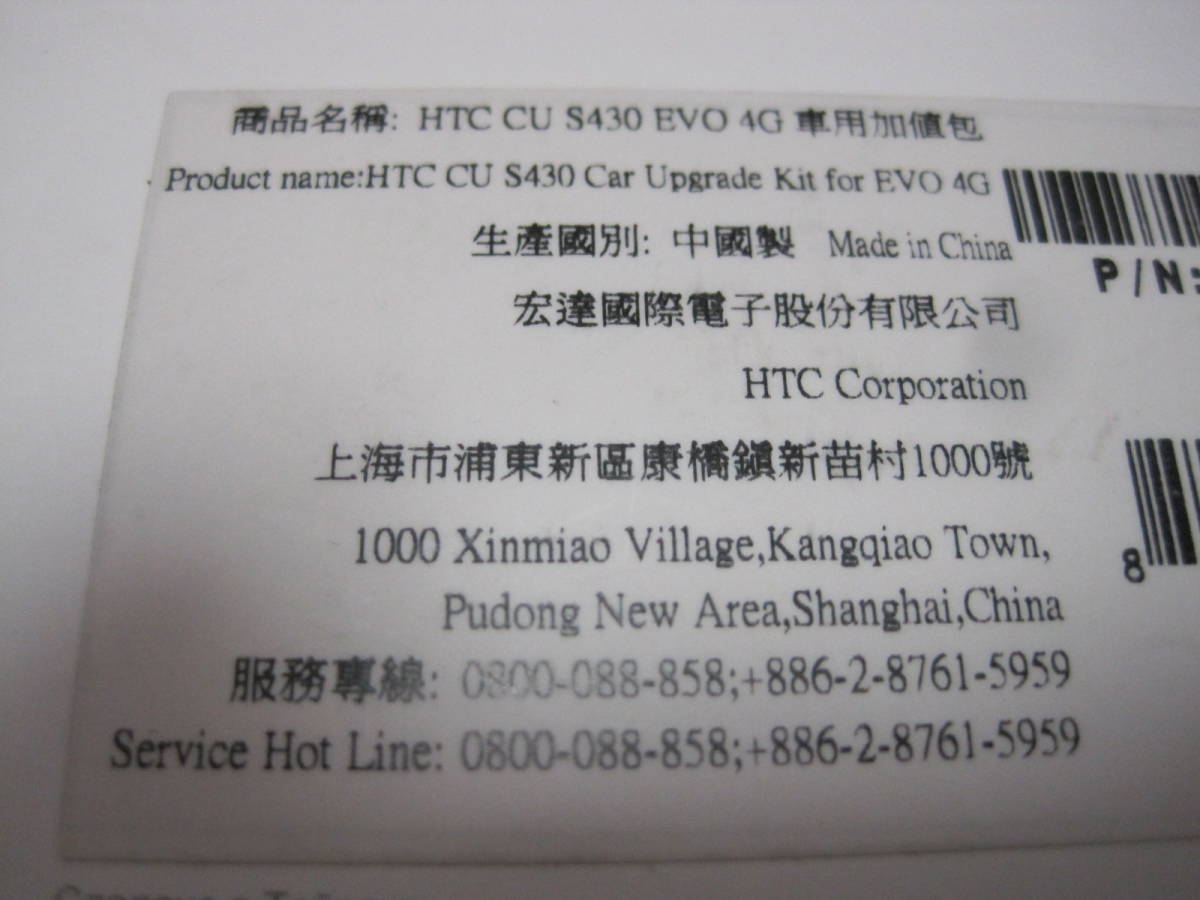 商品名稱: HTC CU S430 EVO 4G 車用加值包
Product name:HTC CU S430 Car Upgrade Kit for EVO 4G
生產國別: 中國製 Made in China
P/N:
宏達國際電子股份有限公司
HTC Corporation
上海市浦東新區康橋鎮新苗村1000號
1000 Xinmiao Village,Kangqiao Town,
8
Pudong New Area,Shanghai,China
服務專線: 0800-088-858;+886-2-8761-5959
Service Hot Line: 0800-088-858;+886-2-8761-5959